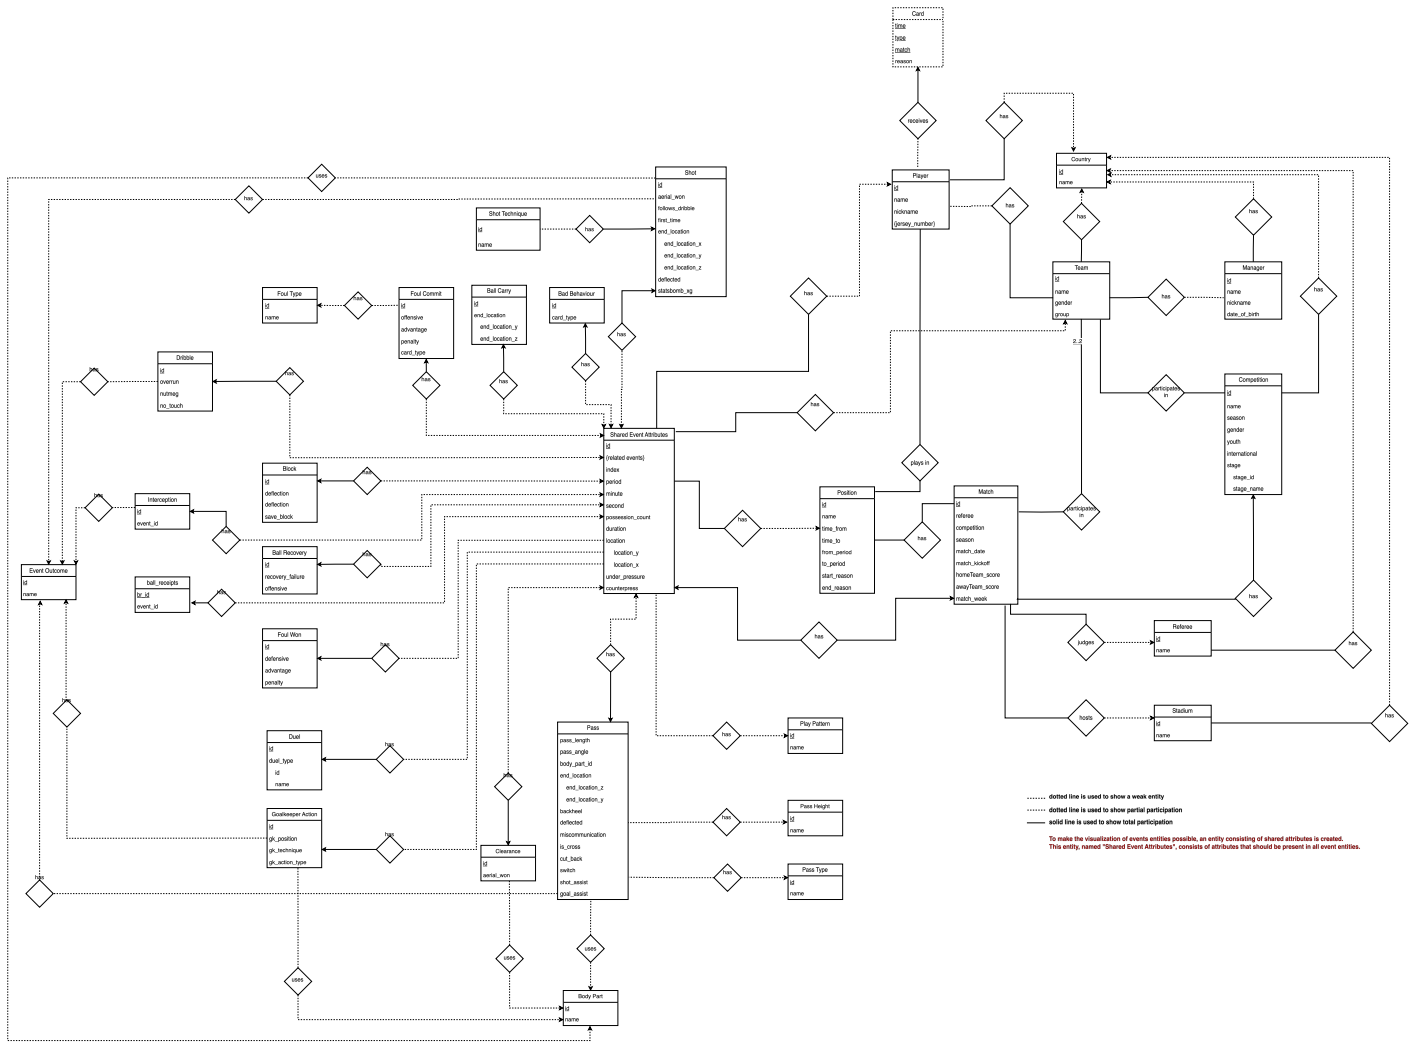 Card
time
type
match
reason
receives
has
Country
id
name
Player
id
name
nickname
{jersey_number}
has
has
has
Team
id
name
gender
group
has
Manager
id
name
nickname
date_of_birth
has
2..2
participates
in
Competition
id
name
season
gender
youth
international
stage
stage_id
stage_name
uses
has
Shot
id
aerial_won
follows_dribble
first_time
end_location
end_location_x
end_location_y
end_location_z
deflected
statsbomb_xg
Shot Technique
id
name
has
Foul Type
id
name
has
Foul Commit
id
offensive
advantage
penalty
card_type
Ball Carry
id
end_location
end_location_y
end_location_z
Bad Behaviour
id
card_type
has
has
has
has
has
has
has
Dribble
id
overrun
nutmeg
no_touch
has
Shared Event Attributes
id
{related events}
index
period
minute
second
possession_count
duration
location
location_y
location_x
under_pressure
counterpress
Block
id
deflection
deflection
save_block
has
has
Interception
id
event_id
has
Ball Recovery
id
recovery_failure
offensive
has
Event Outcome
id
name
ball_receipts
br_id
event_id
has
plays in
Position
id
name
time_from
time_to
from_period
to_period
start_reason
end_reason
has
has
Match
id
referee
competition
season
match_date
match_kickoff
homeTeam_score
awayTeam_score
match_week
participates
in
has
has
judges
Referee
id
name
has
hosts
Stadium
id
name
has
Foul Won
id
defensive
advantage
penalty
has
has
has
Pass
pass_length
pass_angle
body_part_id
end_location
end_location_z
end_location_y
backheel
deflected
miscommunication
is_cross
cut_back
switch
shot_assist
goal_assist
has
Play Pattern
id
name
Duel
id
duel_type
id
name
has
has
Goalkeeper Action
id
gk_position
gk_technique
gk_action_type
has
Clearance
id
aerial_won
has
Pass Height
id
name
has
Pass Type
id
name
has
uses
uses
uses
Body Part
id
name
dotted line is used to show a weak entity
dotted line is used to show partial participation
solid line is used to show total participation
To make the visualization of events entities possible, an entity consisting of shared attributes is created.
This entity, named "Shared Event Attributes", consists of attributes that should be present in all event entities.